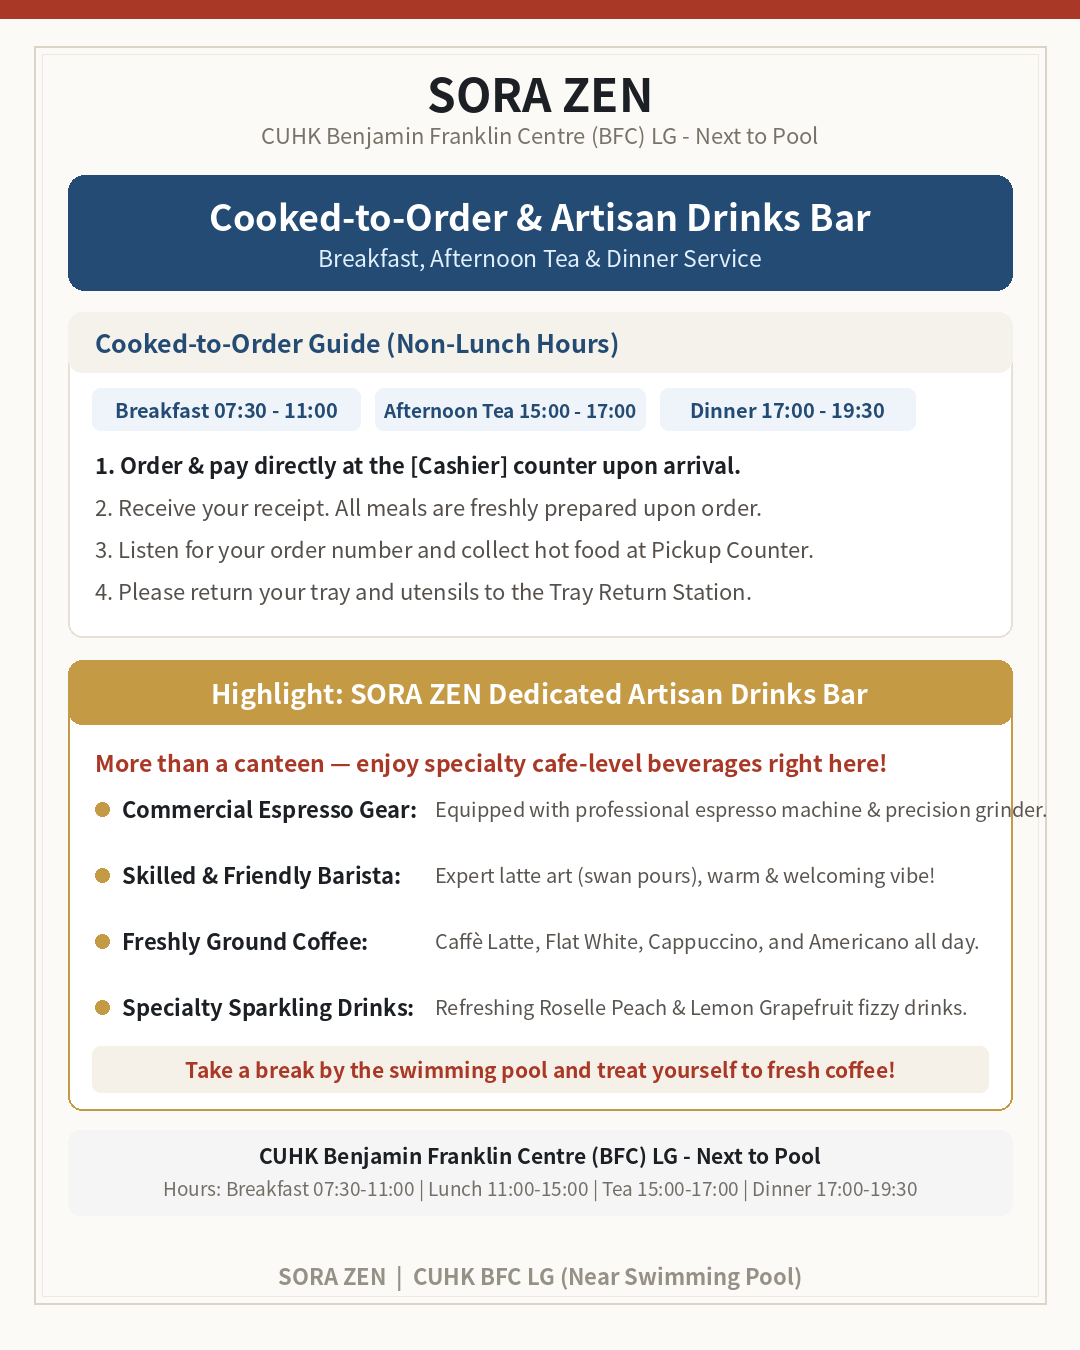 SORA ZEN
CUHK Benjamin Franklin Centre (BFC) LG - Next to Pool
Cooked-to-Order & Artisan Drinks Bar
Breakfast, Afternoon Tea & Dinner Service
Cooked-to-Order Guide (Non-Lunch Hours)
Breakfast 07:30 - 11:00
Afternoon Tea 15:00 - 17:00
Dinner 17:00 - 19:30
1. Order & pay directly at the [Cashier] counter upon arrival.
2. Receive your receipt. All meals are freshly prepared upon order.
3. Listen for your order number and collect hot food at Pickup Counter.
4. Please return your tray and utensils to the Tray Return Station.
Highlight: SORA ZEN Dedicated Artisan Drinks Bar
More than a canteen — enjoy specialty cafe-level beverages right here!
Commercial Espresso Gear: Equipped with professional espresso machine & precision grinder.
Skilled & Friendly Barista: Expert latte art (swan pours), warm & welcoming vibe!
Freshly Ground Coffee: Caffè Latte, Flat White, Cappuccino, and Americano all day.
Specialty Sparkling Drinks: Refreshing Roselle Peach & Lemon Grapefruit fizzy drinks.
Take a break by the swimming pool and treat yourself to fresh coffee!
CUHK Benjamin Franklin Centre (BFC) LG - Next to Pool
Hours: Breakfast 07:30-11:00 | Lunch 11:00-15:00 | Tea 15:00-17:00 | Dinner 17:00-19:30
SORA ZEN | CUHK BFC LG (Near Swimming Pool)